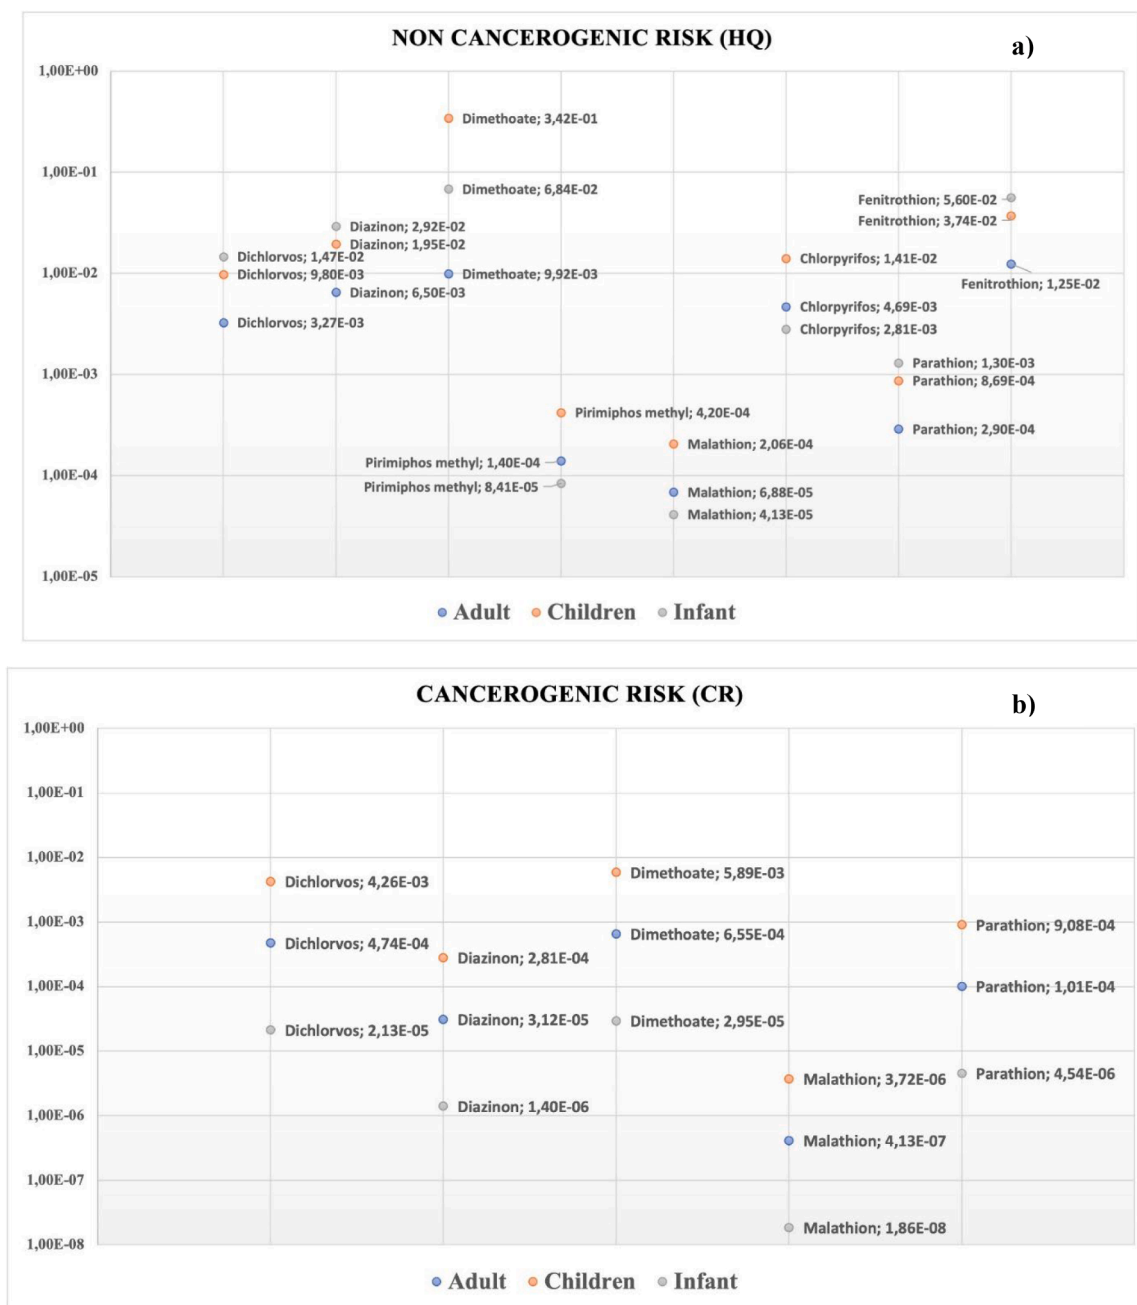 NON CANCEROGENIC RISK (HQ)
a)
1,00E+00
Dimethoate; 3,42E-01
1,00E-01
Dimethoate; 6,84E-02
Fenitrothion; 5,60E-02
Fenitrothion; 3,74E-02
Diazinon; 2,92E-02
Diazinon; 1,95E-02
Dichlorvos; 1,47E-02
Chlorpyrifos; 1,41E-02
1,00E-02
Dichlorvos; 9,80E-03
Dimethoate; 9,92E-03
Fenitrothion; 1,25E-02
Diazinon; 6,50E-03
Chlorpyrifos; 4,69E-03
Dichlorvos; 3,27E-03
Chlorpyrifos; 2,81E-03
Parathion; 1,30E-03
1,00E-03
Parathion; 8,69E-04
Pirimiphos methyl; 4,20E-04
Parathion; 2,90E-04
Malathion; 2,06E-04
Pirimiphos methyl; 1,40E-04
1,00E-04
Pirimiphos methyl; 8,41E-05
Malathion; 6,88E-05
Malathion; 4,13E-05
1,00E-05
Adult Children Infant
CANCEROGENIC RISK (CR)
b)
1,00E+00
1,00E-01
1,00E-02
Dimethoate; 5,89E-03
Dichlorvos; 4,26E-03
1,00E-03
Parathion; 9,08E-04
Dimethoate; 6,55E-04
Dichlorvos; 4,74E-04
Diazinon; 2,81E-04
1,00E-04
Parathion; 1,01E-04
Diazinon; 3,12E-05
Dimethoate; 2,95E-05
Dichlorvos; 2,13E-05
1,00E-05
Parathion; 4,54E-06
Malathion; 3,72E-06
Diazinon; 1,40E-06
1,00E-06
Malathion; 4,13E-07
1,00E-07
Malathion; 1,86E-08
1,00E-08
Adult Children Infant